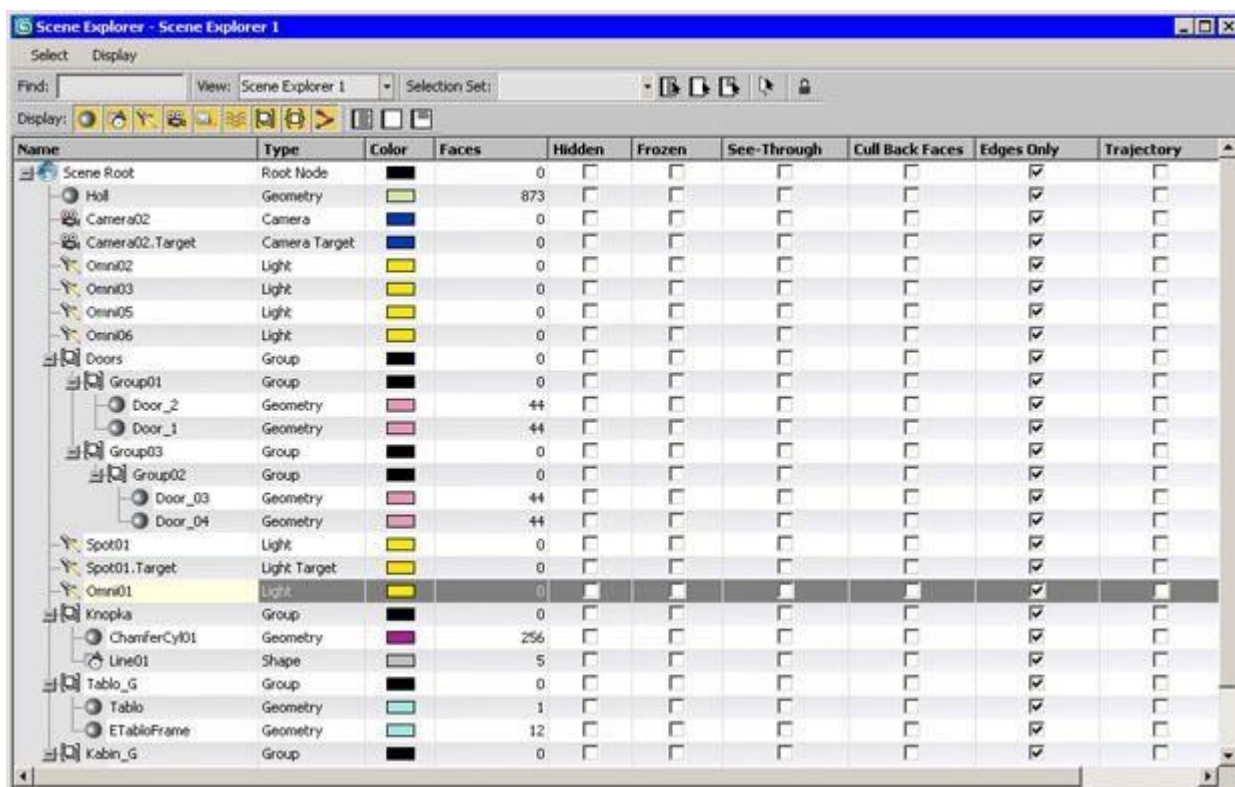 Scene Explorer - Scene Explorer 1
Select Display
Find: View: Scene Explorer 1 Selection Set:
Display:
Name Type Color Faces Hidden Frozen See-Through Cull Back Faces Edges Only Trajectory
Scene Root Root Node 0
Holl Geometry 873
Camera02 Camera 0
Camera02.Target Camera Target 0
Omni02 Light 0
Omni03 Light 0
Omni05 Light 0
Omni06 Light 0
Doors Group 0
Group01 Group 0
Door_2 Geometry 44
Door_1 Geometry 44
Group03 Group 0
Group02 Group 0
Door_03 Geometry 44
Door_04 Geometry 44
Spot01 Light 0
Spot01.Target Light Target 0
Omni01 Light 0
Knopka Group 0
ChamferCyl01 Geometry 256
Line01 Shape 5
Tablo_G Group 0
Tablo Geometry 1
ETabloFrame Geometry 12
Kabin_G Group 0